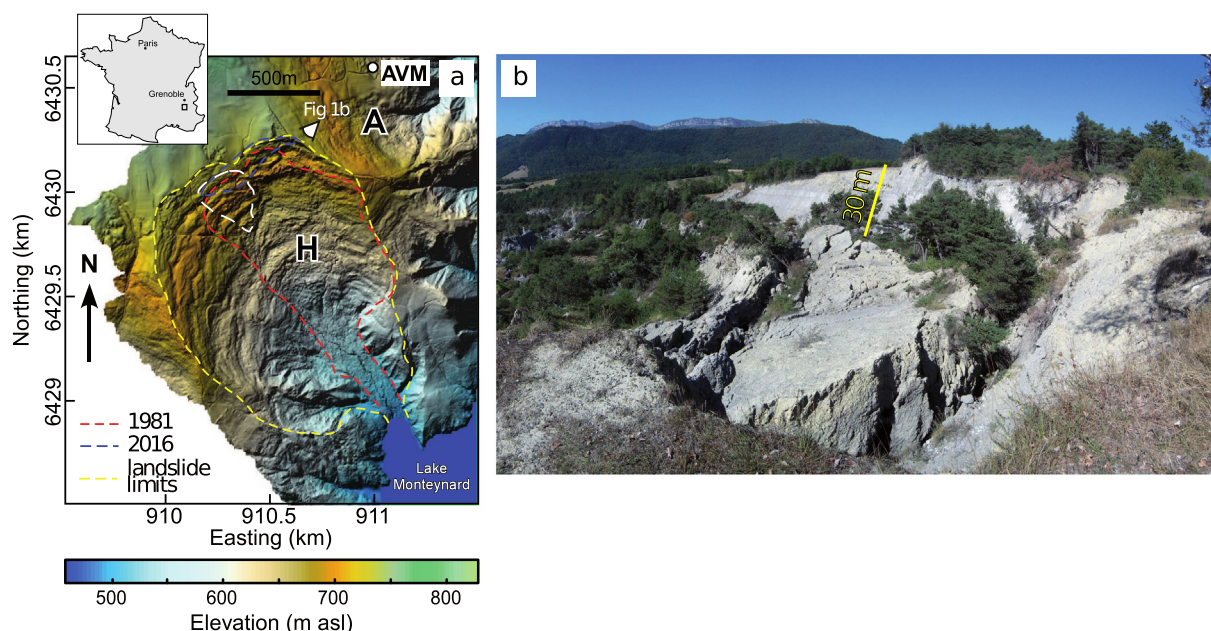 Paris
Grenoble
500m
AVM
a
Fig 1b
A
H
N
6430.5
6430
6429.5
6429
Northing (km)
1981
2016
landslide
limits
Lake
Monteynard
910
910.5
911
Easting (km)
500
600
700
800
Elevation (m asl)
b
30 m